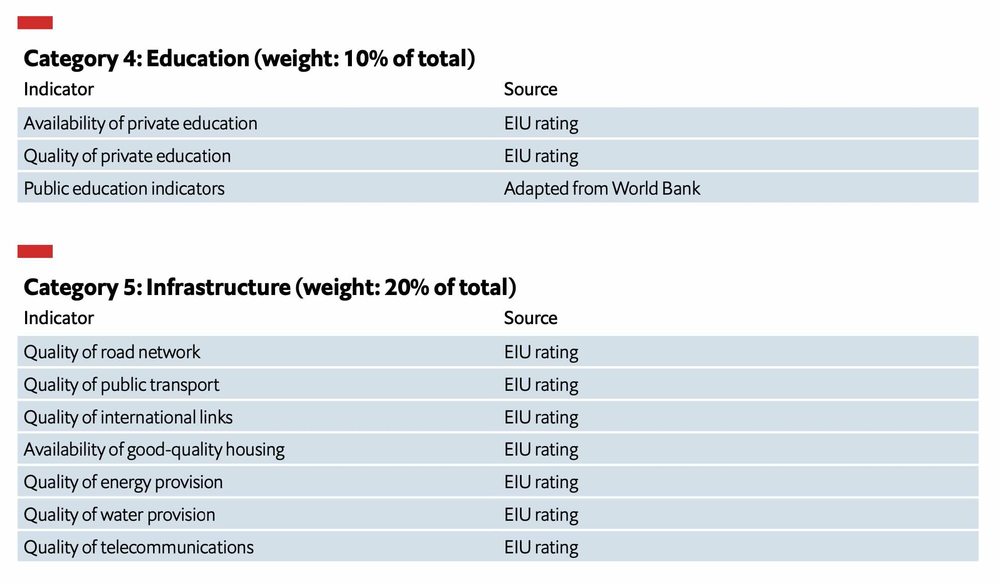 Category 4: Education (weight: 10% of total)
Indicator Source
Availability of private education EIU rating
Quality of private education EIU rating
Public education indicators Adapted from World Bank
Category 5: Infrastructure (weight: 20% of total)
Indicator Source
Quality of road network EIU rating
Quality of public transport EIU rating
Quality of international links EIU rating
Availability of good-quality housing EIU rating
Quality of energy provision EIU rating
Quality of water provision EIU rating
Quality of telecommunications EIU rating